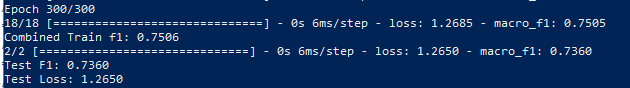 Epoch 300/300
18/18 [==============================] - 0s 6ms/step - loss: 1.2685 - macro_f1: 0.7505
Combined Train f1: 0.7506
2/2 [==============================] - 0s 6ms/step - loss: 1.2650 - macro_f1: 0.7360
Test F1: 0.7360
Test Loss: 1.2650